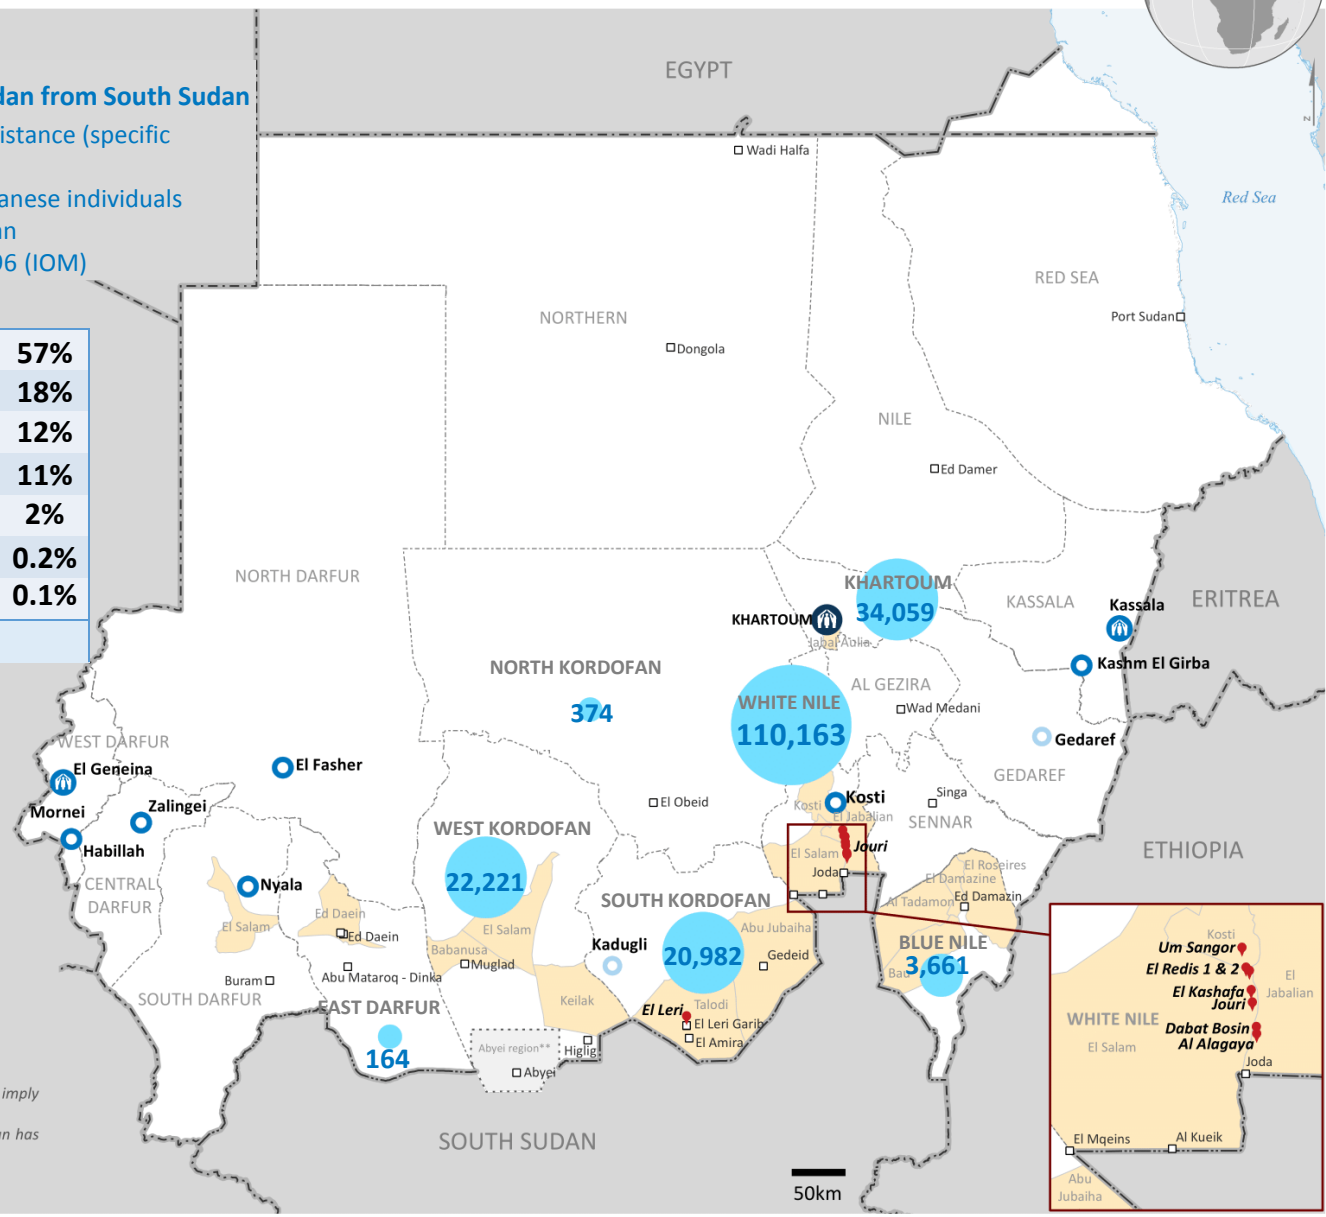 EGYPT
dan from South Sudan
istance (specific
anese individuals
an
96 (IOM)
Wadi Halfa
Red Sea
N
RED SEA
Port Sudan
NORTHERN
Dongola
57%
18%
12%
11%
2%
0.2%
0.1%
NILE
Ed Damer
NORTH DARFUR
KHARTOUM
34,059
KHARTOUM
Jabal Aulia
KASSALA
Kassala
ERITREA
Kashm El Girba
NORTH KORDOFAN
374
WHITE NILE
110,163
AL GEZIRA
Wad Medani
Gedaref
GEDAREF
WEST DARFUR
El Geneina
El Fasher
Mornei
Zalingei
Habillah
El Obeid
Kosti
Kosti
El Jabalian
Singa
SENNAR
WEST KORDOFAN
22,221
El Salam
Jouri
Joda
ETHIOPIA
CENTRAL
DARFUR
Nyala
El Salam
Ed Daein
Ed Daein
El Salam
Babanusa
Muglad
SOUTH KORDOFAN
20,982
Kadugli
Abu Jubaiha
Gedeid
El Roseires
El Damazine
Al Tadamon
Ed Damazin
BLUE NILE
3,661
Bau
Buram
Abu Mataroq - Dinka
SOUTH DARFUR
EAST DARFUR
164
Keilak
El Leri
Talodi
El Leri Garib
El Amira
Abyei region**
Higlig
Abyei
Kosti
Um Sangor
El Redis 1 & 2
El
Jabalian
El Kashafa
Jouri
WHITE NILE
Dabat Bosin
El Salam
Al Alagaya
Joda
El Mqeins
Al Kueik
Abu
Jubaiha
imply
an has
SOUTH SUDAN
50km